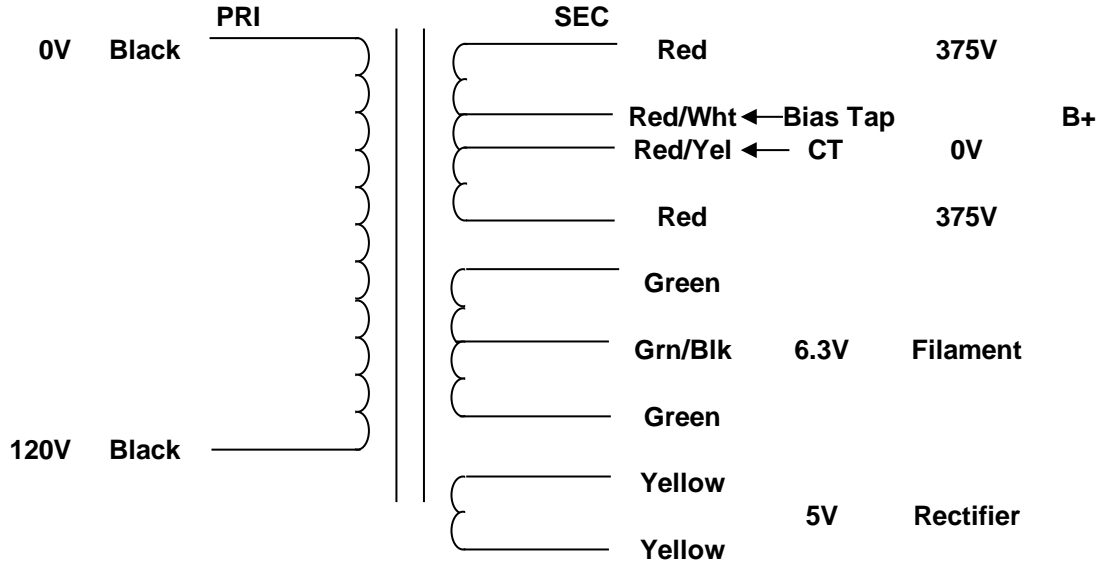 PRI SEC
0V Black Red 375V
Red/Wht Bias Tap B+
Red/Yel CT 0V
Red 375V
Green
Grn/Blk 6.3V Filament
Green
120V Black
Yellow
5V Rectifier
Yellow